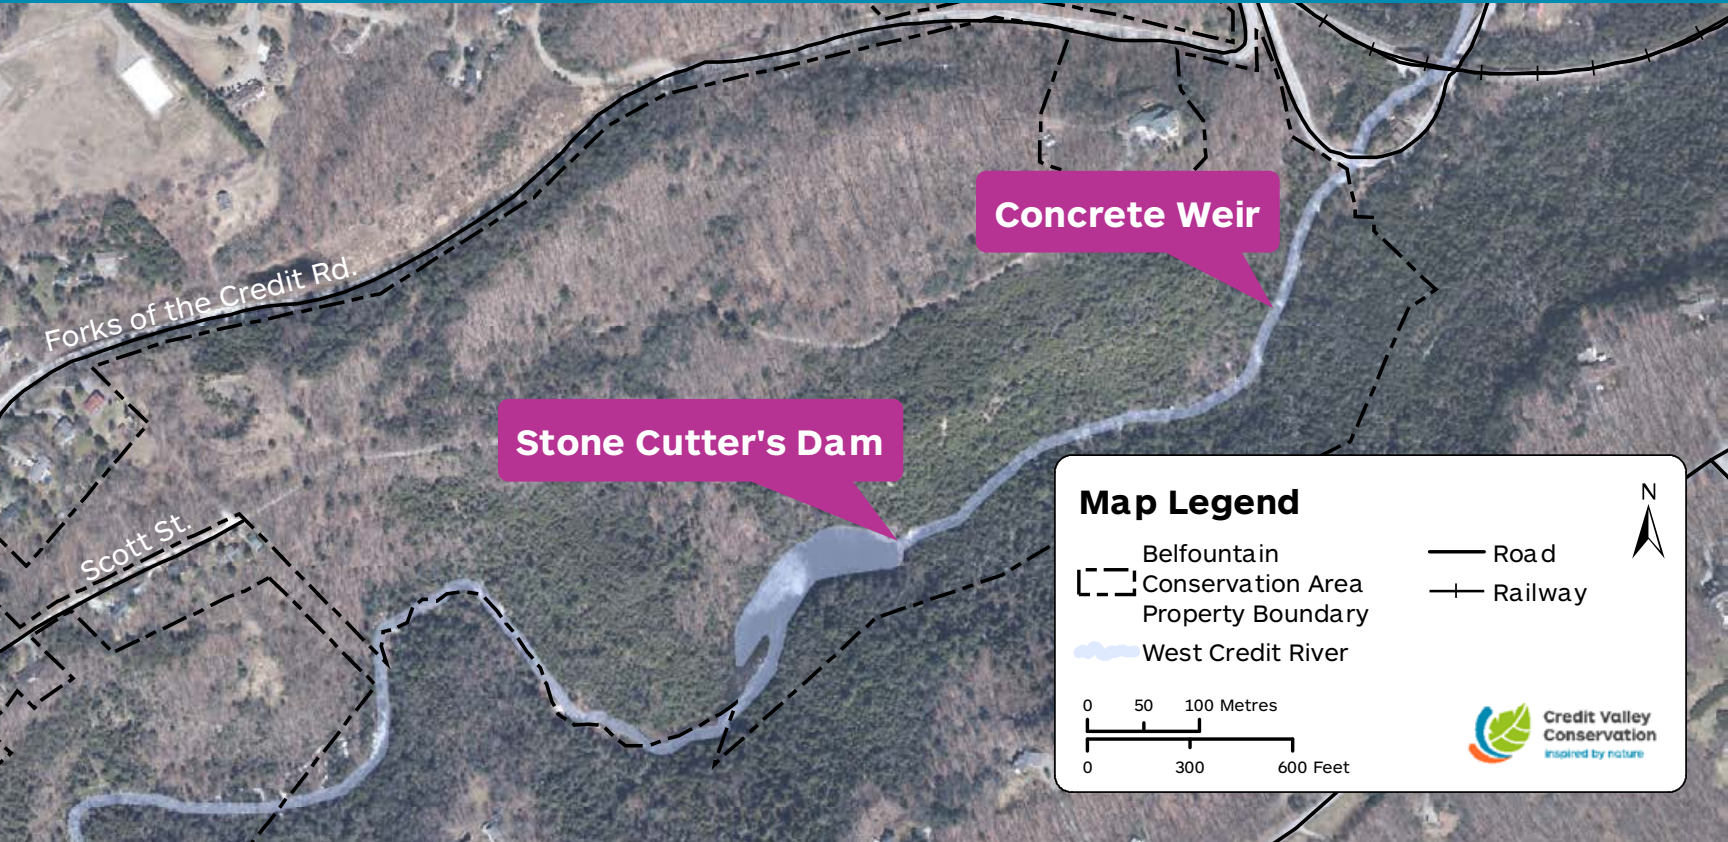 Concrete Weir
Forks of the Credit Rd.
Stone Cutter's Dam
Scott St.
Map Legend
N
Belfountain
Conservation Area
Property Boundary
West Credit River
Road
Railway
0 50 100 Metres
0 300 600 Feet
Credit Valley
Conservation
inspired by nature